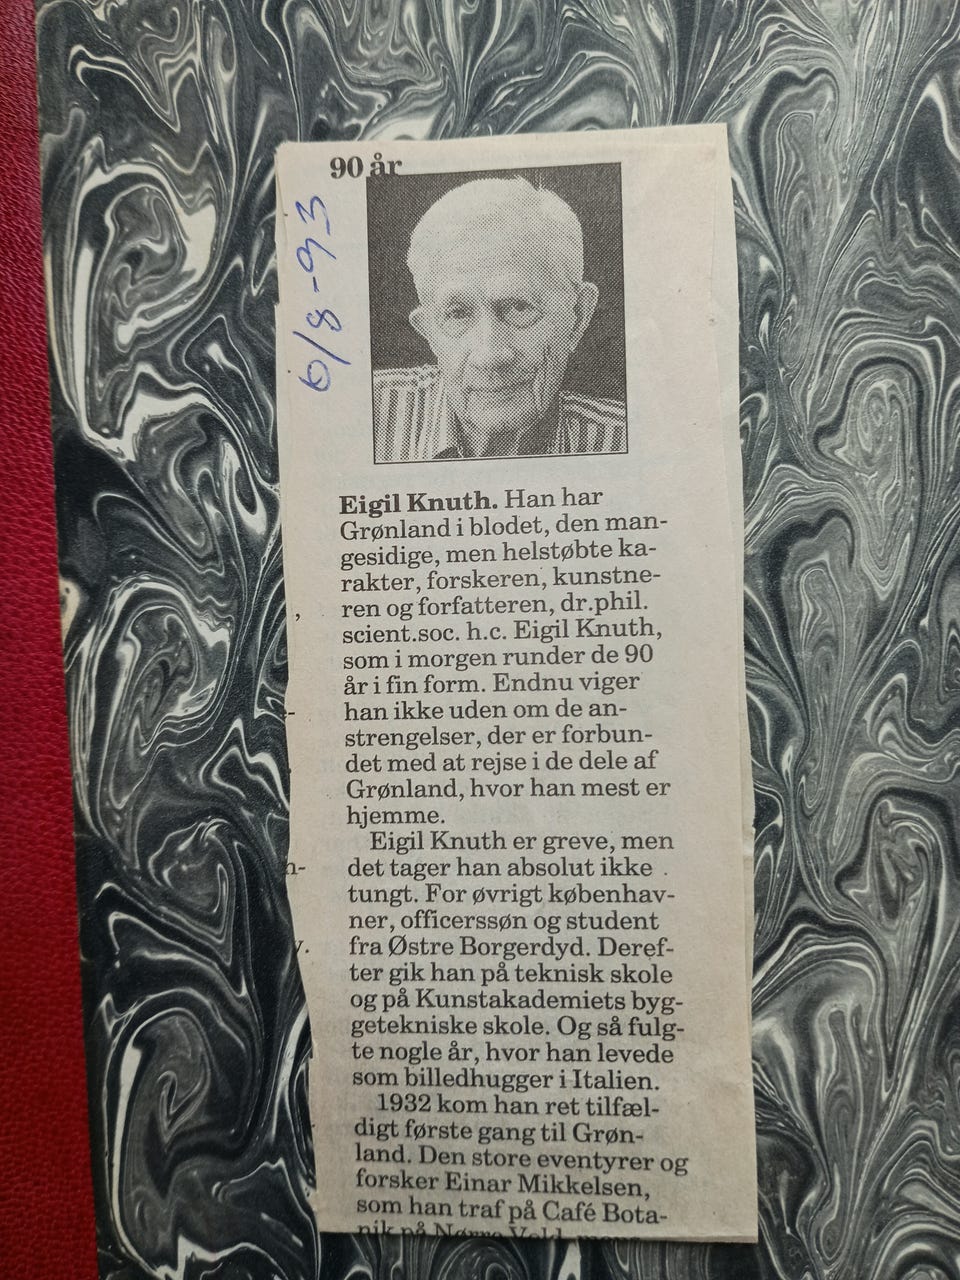 90 år
6/8-93
Eigil Knuth. Han har
Grønland i blodet, den man-
gesidige, men helstøbte ka-
rakter, forskeren, kunstne-
ren og forfatteren, dr.phil.
scient.soc. h.c. Eigil Knuth,
som i morgen runder de 90
år i fin form. Endnu viger
han ikke uden om de an-
strengelser, der er forbun-
det med at rejse i de dele af
Grønland, hvor han mest er
hjemme.
Eigil Knuth er greve, men
det tager han absolut ikke
tungt. For øvrigt københav-
ner, officerssøn og student
fra Østre Borgerdyd. Deref-
ter gik han på teknisk skole
og på Kunstakademiets byg-
getekniske skole. Og så fulg-
te nogle år, hvor han levede
som billedhugger i Italien.
1932 kom han ret tilfæl-
digt første gang til Grøn-
land. Den store eventyrer og
forsker Einar Mikkelsen,
som han traf på Café Bota-
nik på Nørre Vold, mens